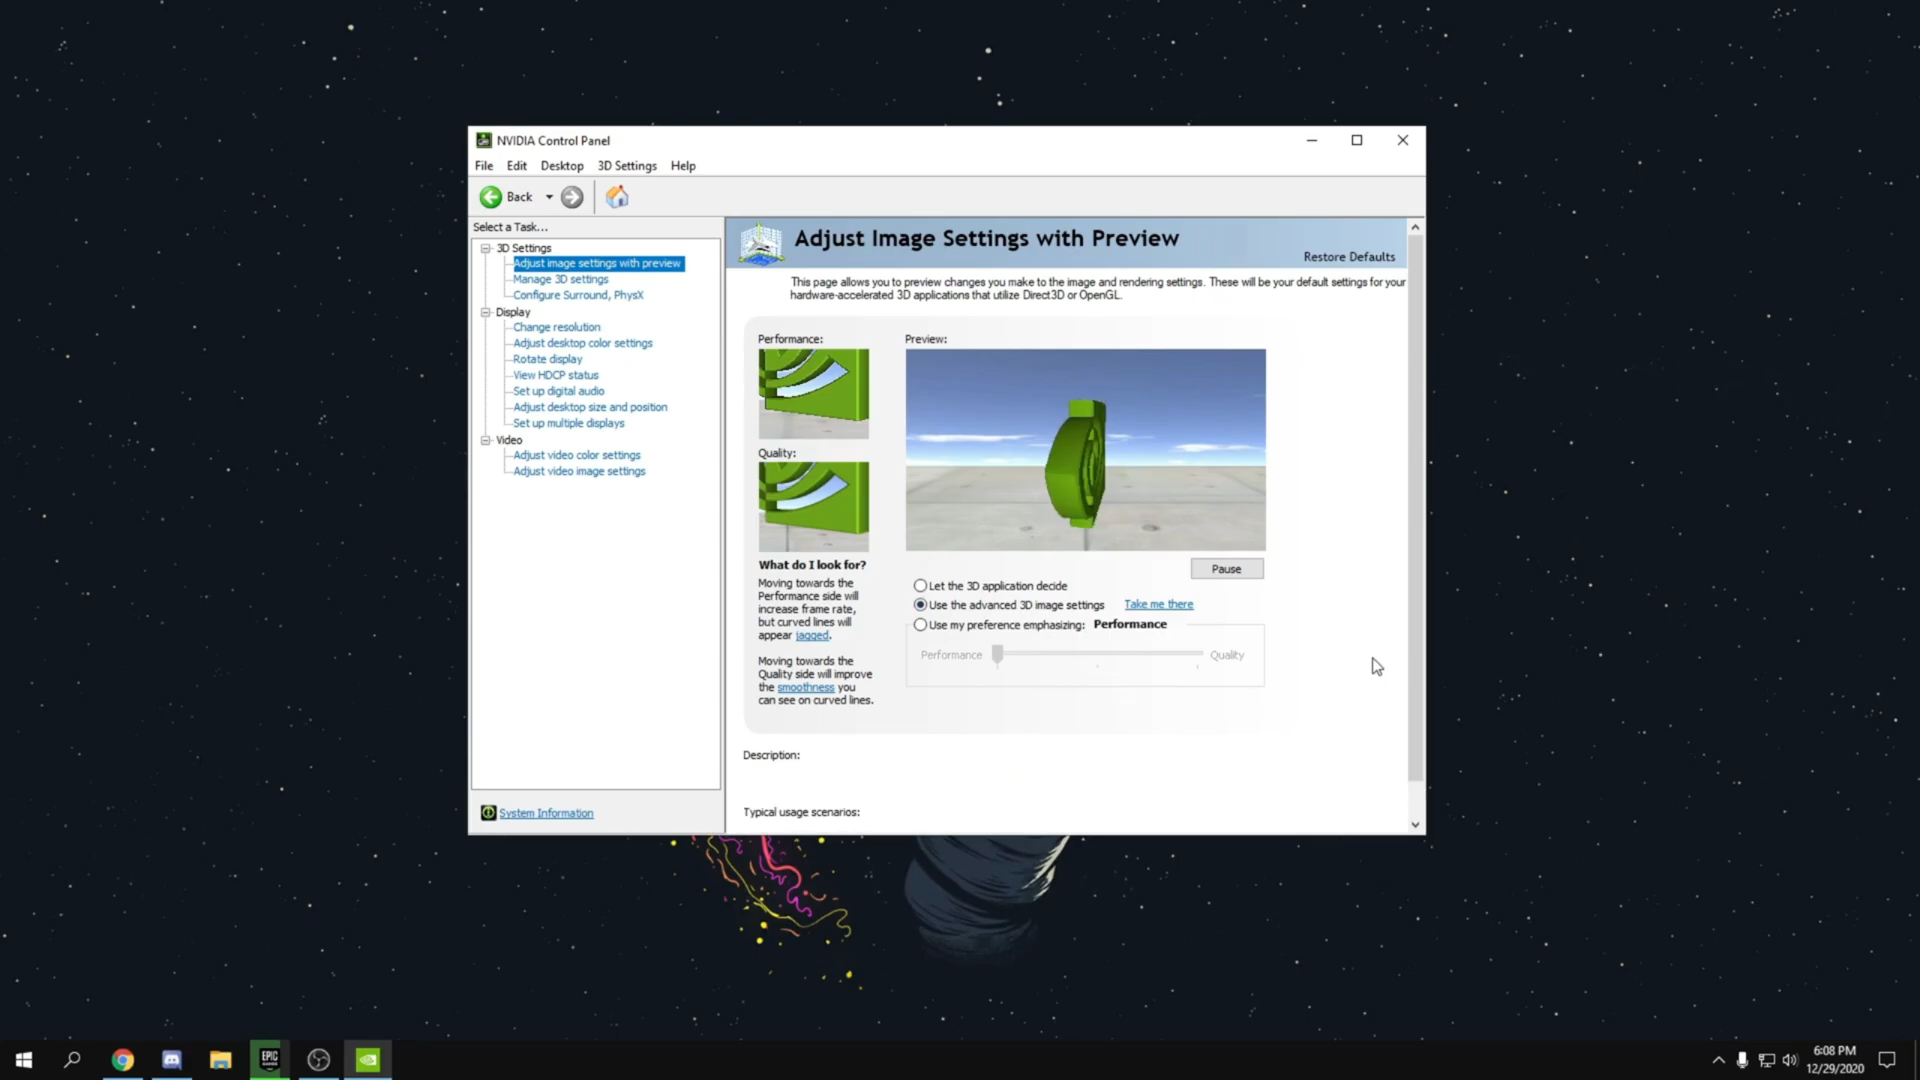 NVIDIA Control Panel
File Edit Desktop 3D Settings Help
Back
Select a Task...
3D Settings
Adjust image settings with preview
Manage 3D settings
Configure Surround, PhysX
Display
Change resolution
Adjust desktop color settings
Rotate display
View HDCP status
Set up digital audio
Adjust desktop size and position
Set up multiple displays
Video
Adjust video color settings
Adjust video image settings
System Information
Adjust Image Settings with Preview
Restore Defaults
This page allows you to preview changes you make to the image and rendering settings. These will be your default settings for your
hardware-accelerated 3D applications that utilize Direct3D or OpenGL.
Performance:
Quality:
What do I look for?
Moving towards the
Performance side will
increase frame rate,
but curved lines will
appear jagged.
Moving towards the
Quality side will improve
the smoothness you
can see on curved lines.
Preview:
Pause
Let the 3D application decide
Use the advanced 3D image settings Take me there
Use my preference emphasizing: Performance
Performance Quality
Description:
Typical usage scenarios:
EPIC
GAMES
6:08 PM
12/29/2020